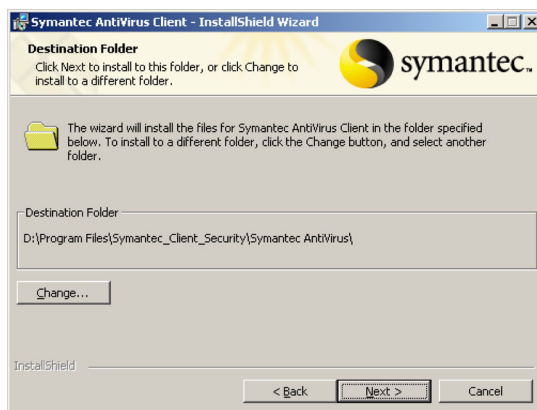 Symantec AntiVirus Client - InstallShield Wizard
Destination Folder
Click Next to install to this folder, or click Change to
install to a different folder.
symantec™
The wizard will install the files for Symantec AntiVirus Client in the folder specified
below. To install to a different folder, click the Change button, and select another
folder.
Destination Folder
D:\Program Files\Symantec_Client_Security\Symantec AntiVirus\
Change...
InstallShield
< Back Next > Cancel